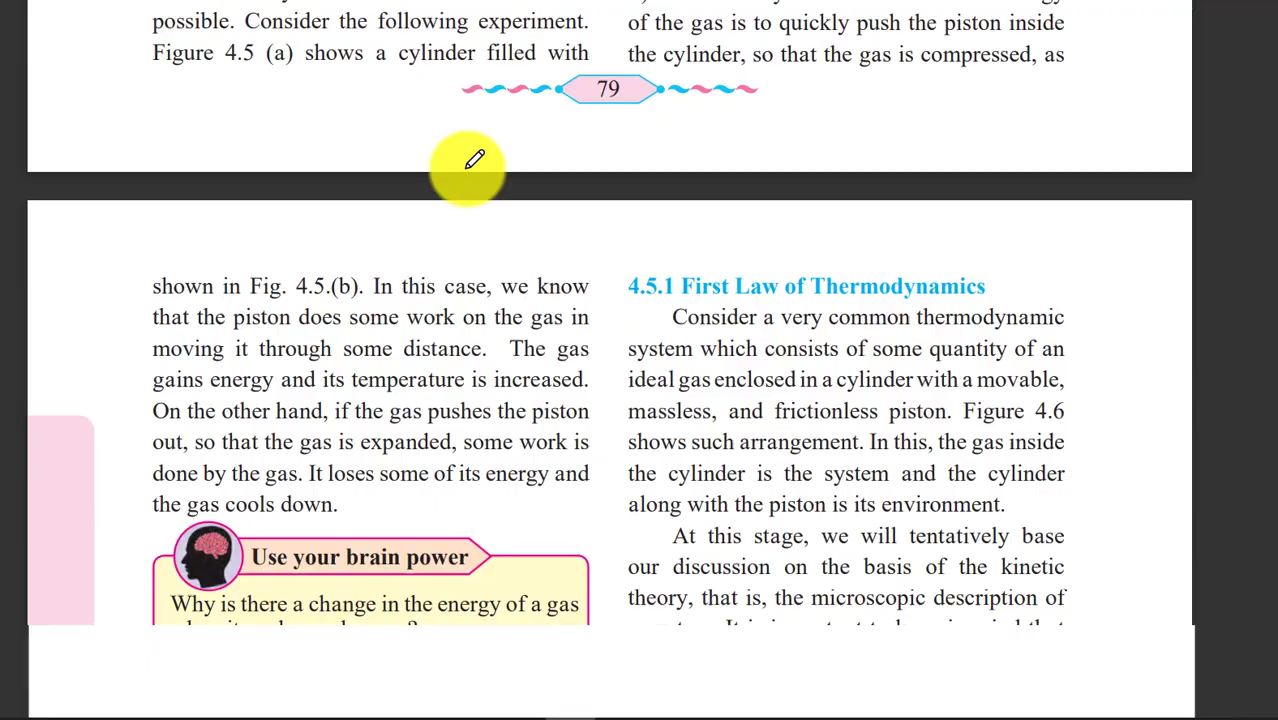 possible. Consider the following experiment.
Figure 4.5 (a) shows a cylinder filled with
of the gas is to quickly push the piston inside
the cylinder, so that the gas is compressed, as
79
shown in Fig. 4.5.(b). In this case, we know
that the piston does some work on the gas in
moving it through some distance. The gas
gains energy and its temperature is increased.
On the other hand, if the gas pushes the piston
out, so that the gas is expanded, some work is
done by the gas. It loses some of its energy and
the gas cools down.
Use your brain power
Why is there a change in the energy of a gas
4.5.1 First Law of Thermodynamics
Consider a very common thermodynamic
system which consists of some quantity of an
ideal gas enclosed in a cylinder with a movable,
massless, and frictionless piston. Figure 4.6
shows such arrangement. In this, the gas inside
the cylinder is the system and the cylinder
along with the piston is its environment.
At this stage, we will tentatively base
our discussion on the basis of the kinetic
theory, that is, the microscopic description of